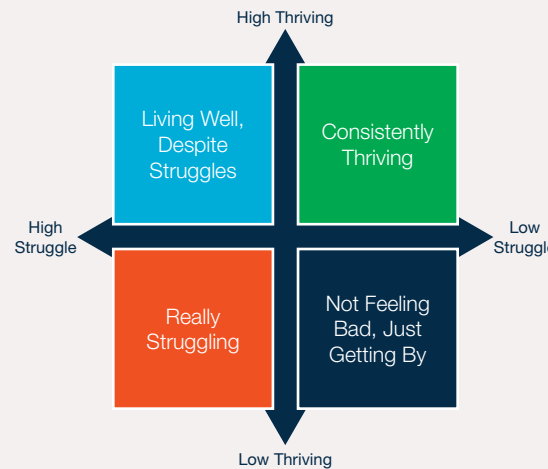 High Thriving
Living Well,
Despite
Struggles
Consistently
Thriving
High
Struggle
Low
Struggle
Really
Struggling
Not Feeling
Bad, Just
Getting By
Low Thriving